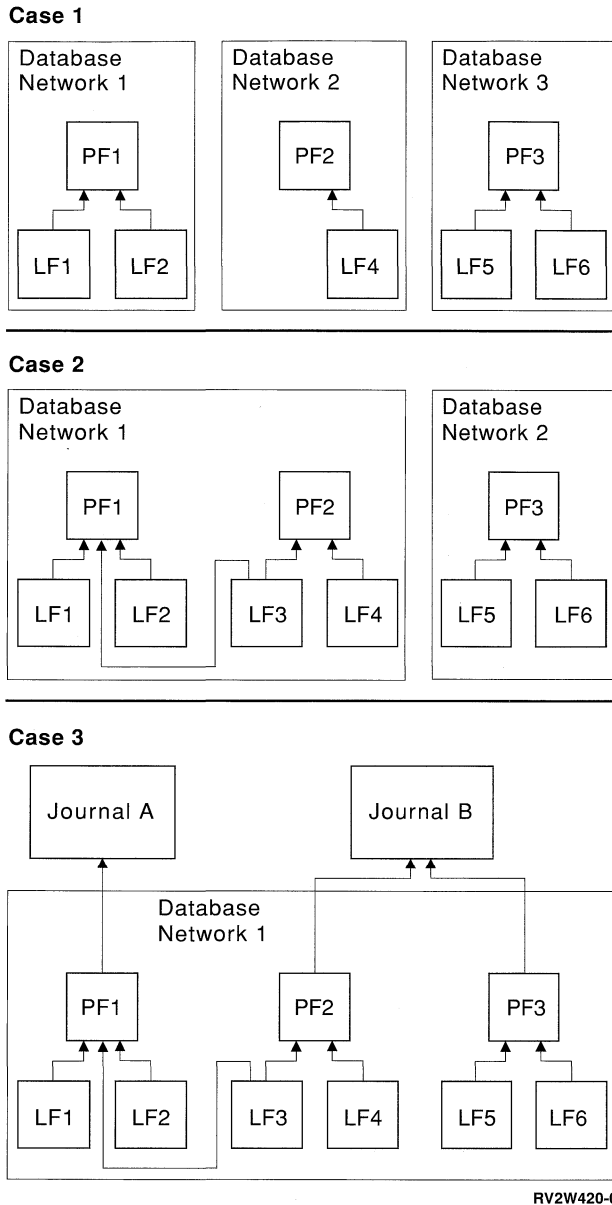 Case 1
Database
Network 1
Database
Network 2
Database
Network 3
PF1
PF2
PF3
LF1
LF2
LF4
LF5
LF6
Case 2
Database
Network 1
Database
Network 2
PF1
PF2
PF3
LF1
LF2
LF3
LF4
LF5
LF6
Case 3
Journal A
Journal B
Database
Network 1
PF1
PF2
PF3
LF1
LF2
LF3
LF4
LF5
LF6